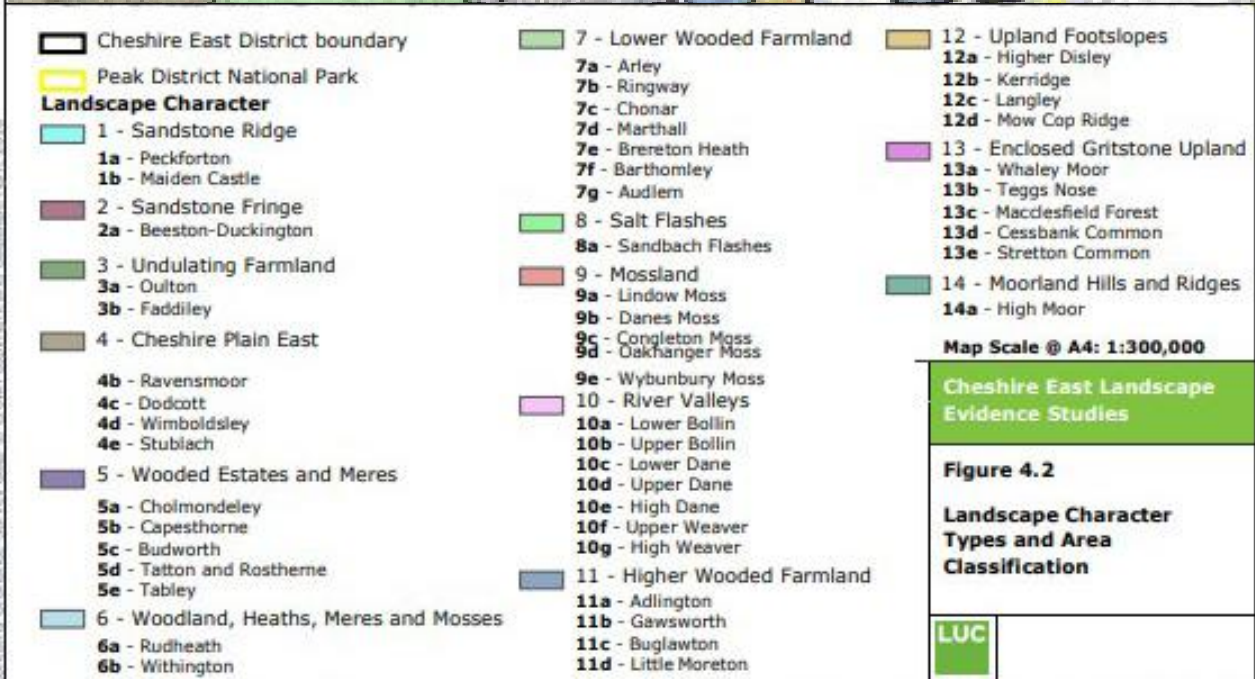 Cheshire East District boundary
Peak District National Park
Landscape Character
1 - Sandstone Ridge
1a - Peckforton
1b - Maiden Castle
2 - Sandstone Fringe
2a - Beeston-Duckington
3 - Undulating Farmland
3a - Oulton
3b - Faddiley
4 - Cheshire Plain East
4b - Ravensmoor
4c - Dodcott
4d - Wimboldsley
4e - Stublach
5 - Wooded Estates and Meres
5a - Cholmondeley
5b - Capesthorne
5c - Budworth
5d - Tatton and Rostherne
5e - Tabley
6 - Woodland, Heaths, Meres and Mosses
6a - Rudheath
6b - Withington
7 - Lower Wooded Farmland
7a - Arley
7b - Ringway
7c - Chonar
7d - Marthall
7e - Brereton Heath
7f - Barthomley
7g - Audlem
8 - Salt Flashes
8a - Sandbach Flashes
9 - Mossland
9a - Lindow Moss
9b - Danes Moss
9c - Congleton Moss
9d - Oakhanger Moss
9e - Wybunbury Moss
10 - River Valleys
10a - Lower Bollin
10b - Upper Bollin
10c - Lower Dane
10d - Upper Dane
10e - High Dane
10f - Upper Weaver
10g - High Weaver
11 - Higher Wooded Farmland
11a - Adlington
11b - Gawsworth
11c - Buglawton
11d - Little Moreton
12 - Upland Footslopes
12a - Higher Disley
12b - Kerridge
12c - Langley
12d - Mow Cop Ridge
13 - Enclosed Gritstone Upland
13a - Whaley Moor
13b - Teggs Nose
13c - Macclesfield Forest
13d - Cessbank Common
13e - Stretton Common
14 - Moorland Hills and Ridges
14a - High Moor
Map Scale @ A4: 1:300,000
Cheshire East Landscape
Evidence Studies
Figure 4.2
Landscape Character
Types and Area
Classification
LUC